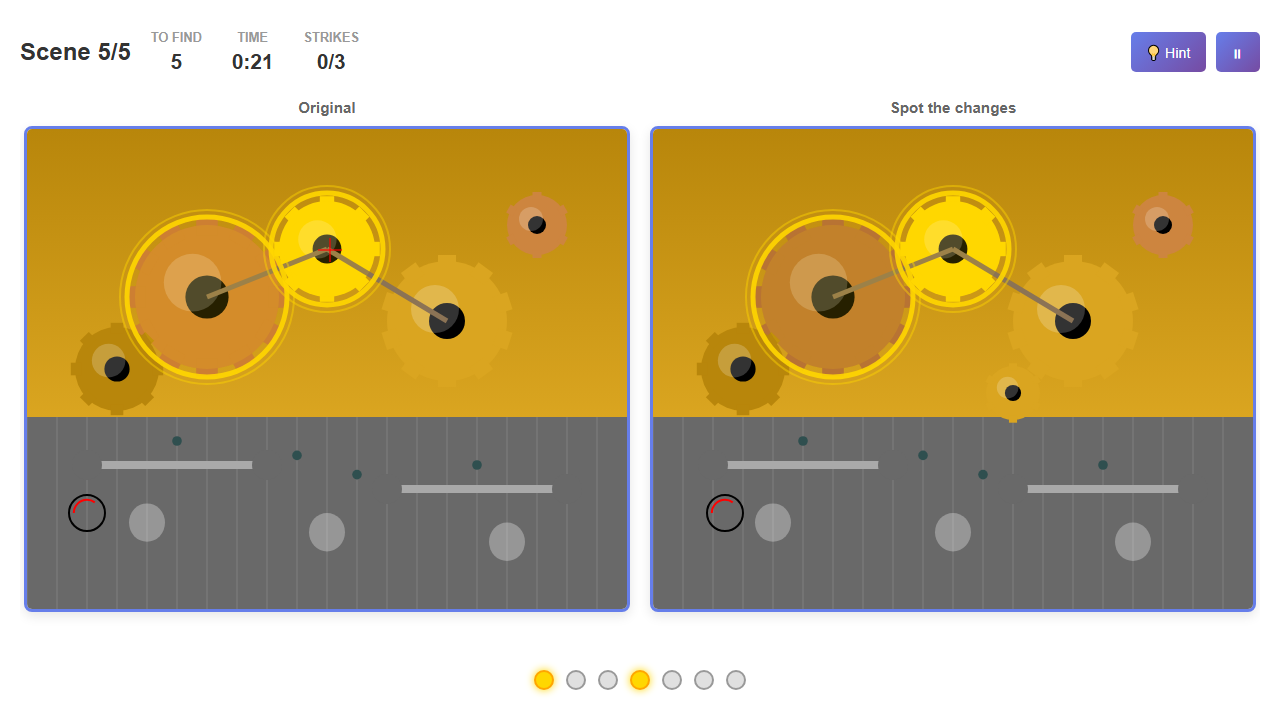 Scene 5/5
TO FIND
5
TIME
0:21
STRIKES
0/3
Hint
Original
Spot the changes